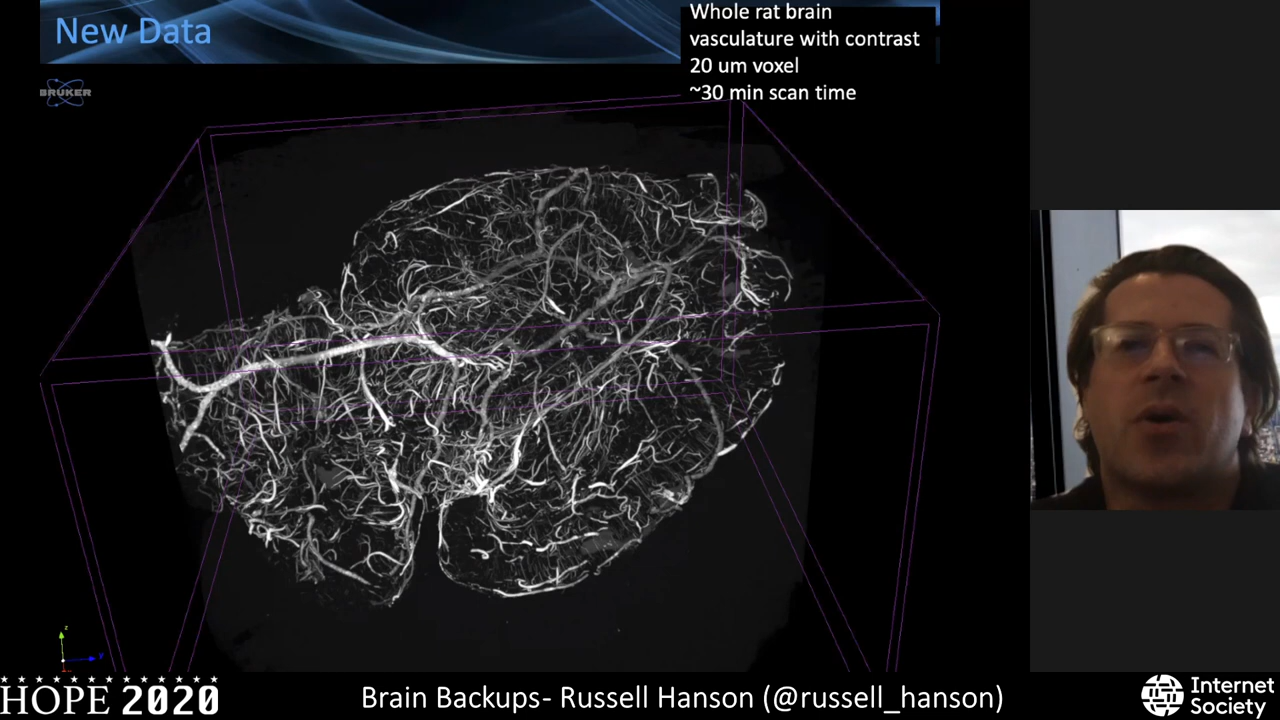 New Data
Whole rat brain
vasculature with contrast
20 um voxel
~30 min scan time
BRUKER
z
y
HOPE 2020
Brain Backups- Russell Hanson (@russell_hanson)
Internet
Society